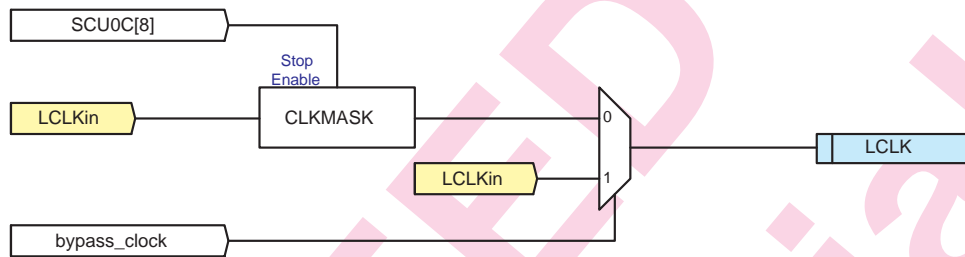 SCU0C[8]
Stop
Enable
LCLKin
CLKMASK
0
LCLK
LCLKin
1
bypass_clock